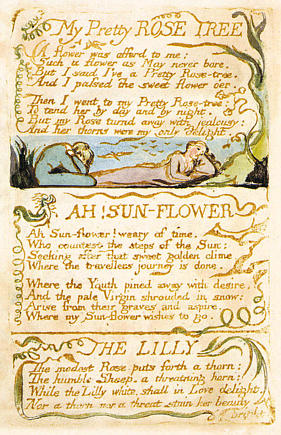 My Pretty ROSE TREE
A flower was offerd to me;
Such a flower as May never bore.
But I said I've a Pretty Rose-tree.
And I passed the sweet flower oer.
Then I went to my Pretty Rose-tree:
To tend her by day and by night.
But my Rose turnd away with jealousy:
And her thorns were my only delight.
AH! SUN-FLOWER
Ah Sun-flower! weary of time.
Who countest the steps of the Sun:
Seeking after that sweet golden clime
Where the travellers journey is done.
Where the Youth pined away with desire,
And the pale Virgin shrouded in snow:
Arise from their graves and aspire,
Where my Sun-flower wishes to go.
THE LILLY
The modest Rose puts forth a thorn:
The humble Sheep, a threatning horn:
While the Lilly white, shall in Love delight,
Nor a thorn nor a threat stain her beauty
bright